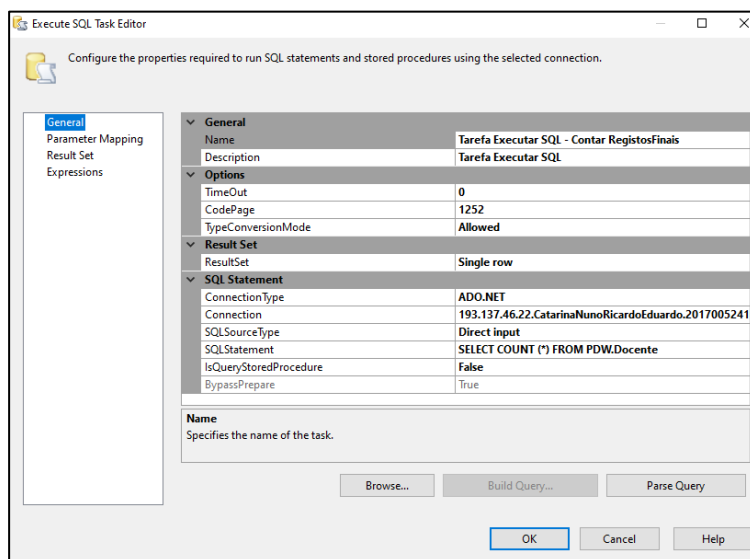 Execute SQL Task Editor
Configure the properties required to run SQL statements and stored procedures using the selected connection.
General
Parameter Mapping
Result Set
Expressions
General
Name Tarefa Executar SQL - Contar RegistosFinais
Description Tarefa Executar SQL
Options
TimeOut 0
CodePage 1252
TypeConversionMode Allowed
Result Set
ResultSet Single row
SQL Statement
ConnectionType ADO.NET
Connection 193.137.46.22.CatarinaNunoRicardoEduardo.2017005241
SQLSourceType Direct input
SQLStatement SELECT COUNT (*) FROM PDW.Docente
IsQueryStoredProcedure False
BypassPrepare True
Name
Specifies the name of the task.
Browse... Build Query... Parse Query
OK Cancel Help